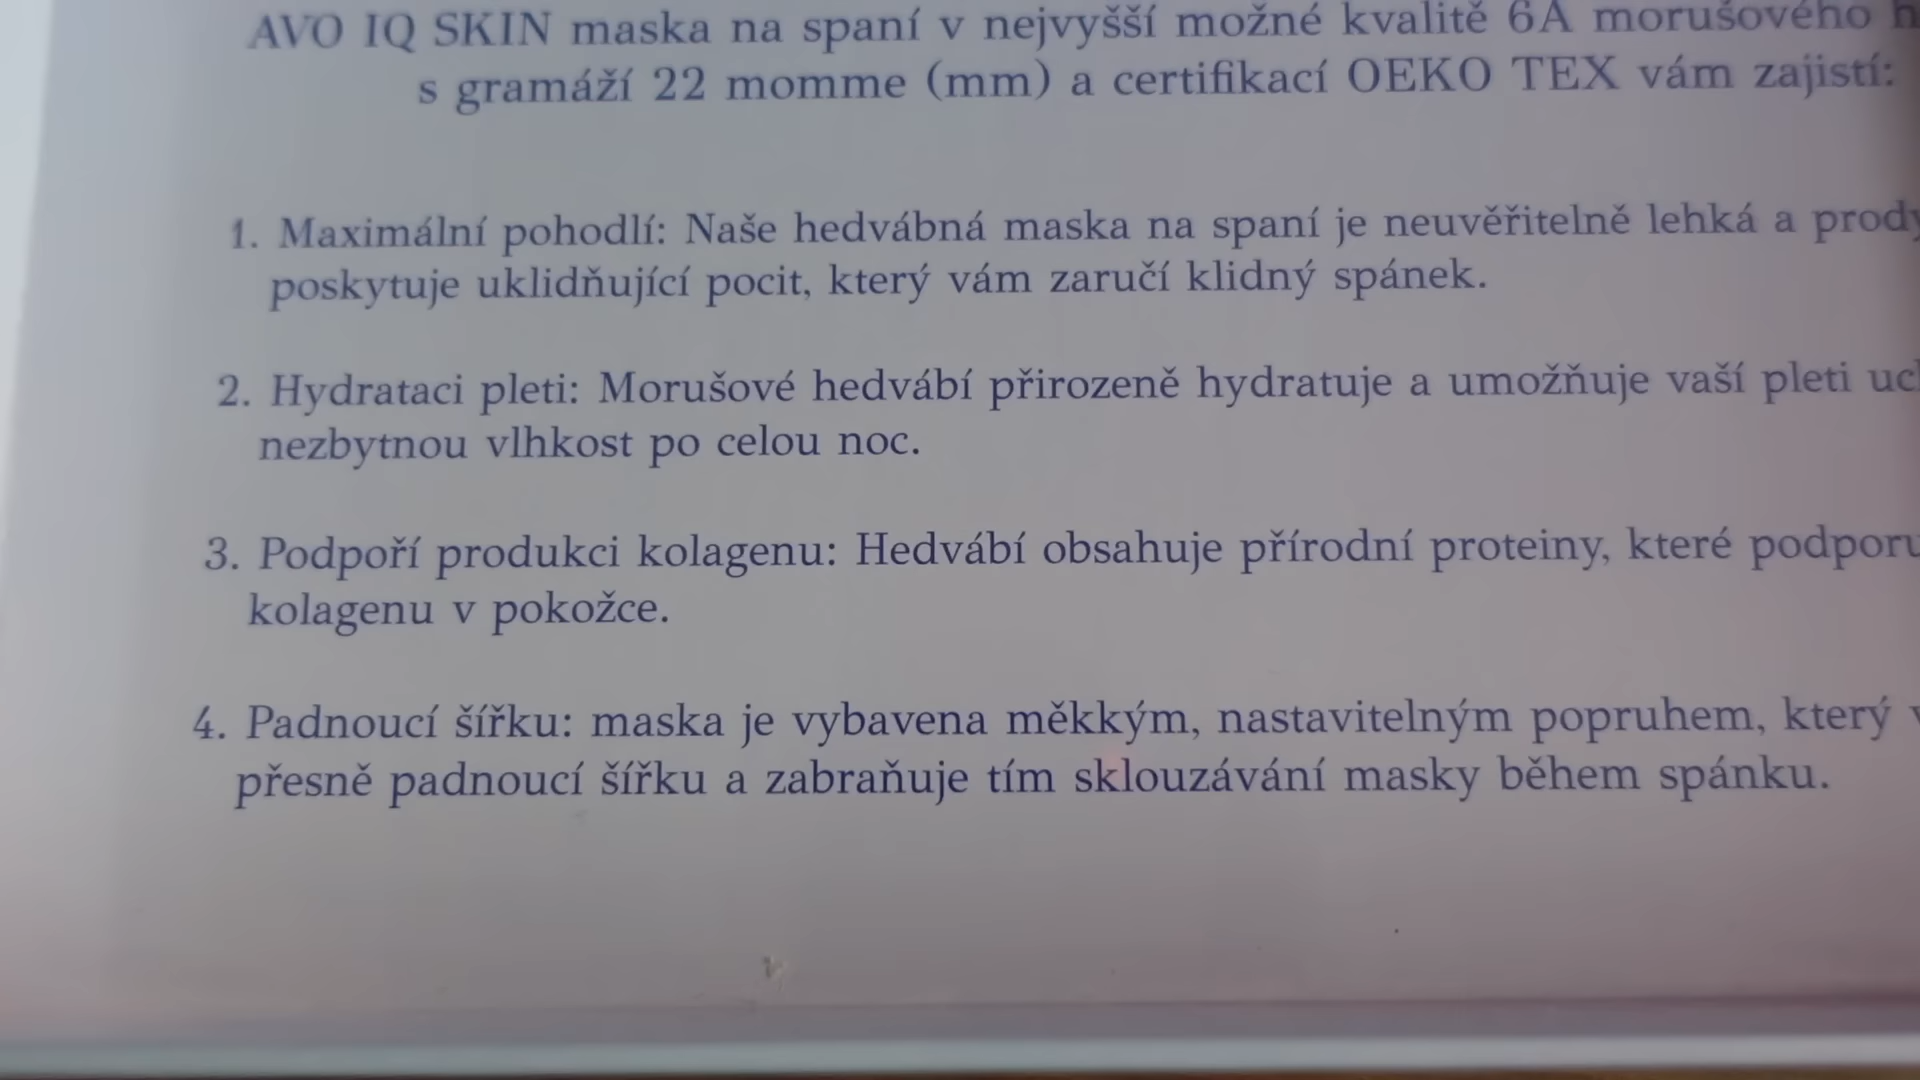 AVO IQ SKIN maska na spaní v nejvyšší možné kvalitě 6A morušového
s gramáží 22 momme (mm) a certifikací OEKO TEX vám zajistí:
1. Maximální pohodlí: Naše hedvábná maska na spaní je neuvěřitelně lehká a
poskytuje uklidňující pocit, který vám zaručí klidný spánek.
2. Hydrataci pleti: Morušové hedvábí přirozeně hydratuje a umožňuje vaší pleti
nezbytnou vlhkost po celou noc.
3. Podpoří produkci kolagenu: Hedvábí obsahuje přírodní proteiny, které
kolagenu v pokožce.
4. Padnoucí šířku: maska je vybavena měkkým, nastavitelným popruhem, který
přesně padnoucí šířku a zabraňuje tím sklouzávání masky během spánku.